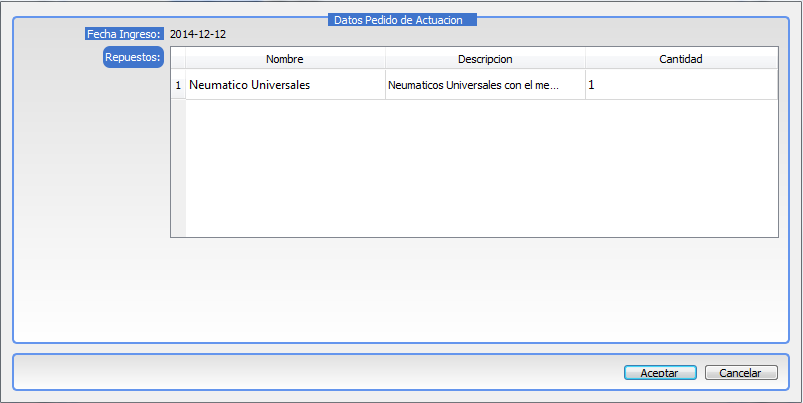 Datos Pedido de Actuacion
Fecha Ingreso: 2014-12-12
Repuestos:
Nombre Descripcion Cantidad
1 Neumatico Universales Neumaticos Universales con el me... 1
Aceptar Cancelar